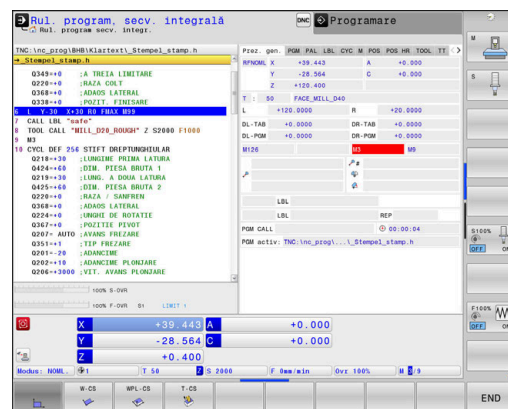 Rul. program, secv. integrală
Rul. program secv. integr.
DNC
Programare
TNC:\nc_prog\BHB\Klartext\_Stempel_stamp.h
→_Stempel_stamp.h
Q349=+0 ;A TREIA LIMITARE
Q220=+0 ;RAZA COLT
Q368=+0 ;ADAOS LATERAL
Q338=+0 ;POZIT. FINISARE
6 L Y-30 X+30 R0 FMAX M99
7 CALL LBL "safe"
8 TOOL CALL "MILL_D20_ROUGH" Z S2000 F1000
9 M3
10 CYCL DEF 256 STIFT DREPTUNGHIULAR
Q218=+30 ;LUNGIME PRIMA LATURA
Q424=+60 ;DIM. PIESA BRUTA 1
Q219=+30 ;LUNG. A DOUA LATURA
Q425=+60 ;DIM. PIESA BRUTA 2
Q220=+0 ;RAZA / SANFREN
Q368=+0 ;ADAOS LATERAL
Q224=+0 ;UNGHI DE ROTATIE
Q367=+0 ;POZITIE PIVOT
Q207= AUTO ;AVANS FREZARE
Q351=+1 ;TIP FREZARE
Q201=-20 ;ADANCIME
Q202=+10 ;ADANCIME PLONJARE
Q206=+3000 ;VIT. AVANS PLONJARE
100% S-OVR
100% F-OVR S1 LIMIT 1
Prez. gen. PGM PAL LBL CYC M POS POS HR TOOL TT
RFNOML X +39.443 A +0.000
Y -28.564 C +0.000
Z +120.400
T : 50 FACE_MILL_D40
L +120.0000 R +20.0000
DL-TAB +0.0000 DR-TAB +0.0000
DL-PGM +0.0000 DR-PGM +0.0000
M126 M3 M9
LBL
LBL REP
PGM CALL 00:00:04
PGM activ: TNC:\nc_prog\...\_Stempel_stamp.h
X +39.443 A +0.000
Y -28.564 C +0.000
Z +0.400
Modus: NOML. 1 T 50 Z S 2000 F 0mm/min Ovr 100% M 3/9
W-CS WPL-CS T-CS
END
M
S
S100%
OFF
F100%
OFF